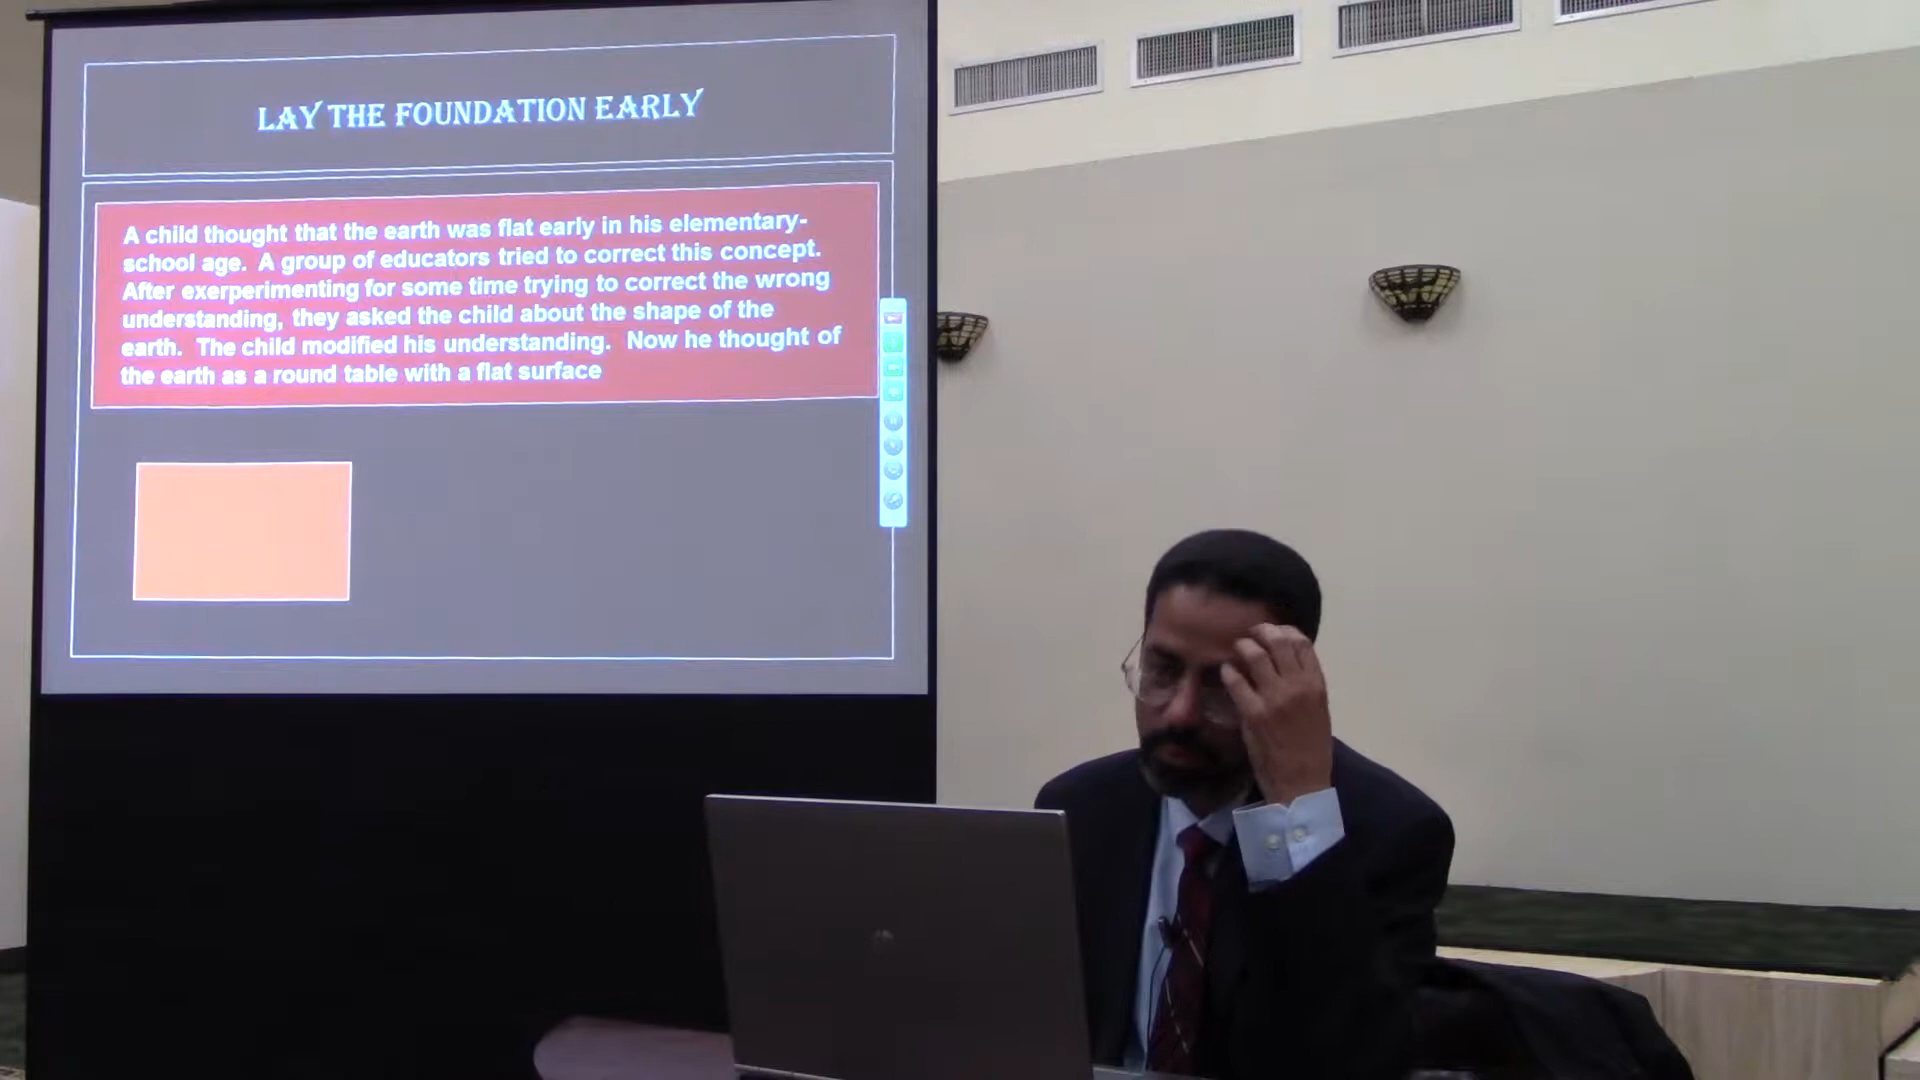 LAY THE FOUNDATION EARLY
A child thought that the earth was flat early in his elementary-
school age. A group of educators tried to correct this concept.
After exerperimenting for some time trying to correct the wrong
understanding, they asked the child about the shape of the
earth. The child modified his understanding. Now he thought of
the earth as a round table with a flat surface